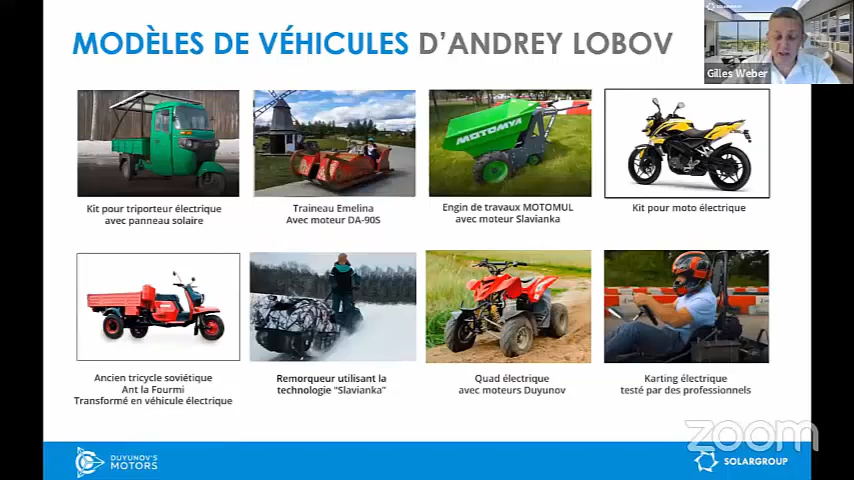 MODÈLES DE VÉHICULES D'ANDREY LOBOV
SOLARGROUP
Gilles Weber
MOTOMYA
Kit pour triporteur électrique
avec panneau solaire
Traineau Emelina
Avec moteur DA-90S
Engin de travaux MOTOMUL
avec moteur Slavianka
Kit pour moto électrique
Ancien tricycle soviétique
Ant la Fourmi
Transformé en véhicule électrique
Remorqueur utilisant la
technologie "Slavianka"
Quad électrique
avec moteurs Duyunov
Karting électrique
testé par des professionnels
zoom
DUYUNOV'S
MOTORS
SOLARGROUP